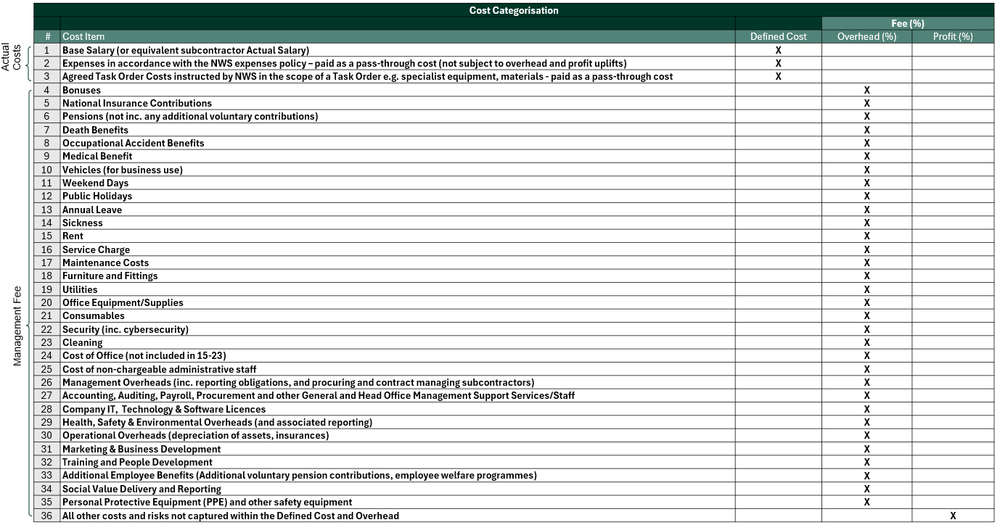 Cost Categorisation
Fee (%)
# Cost Item Defined Cost Overhead (%) Profit (%)
Actual Costs
1 Base Salary (or equivalent subcontractor Actual Salary) X
2 Expenses in accordance with the NWS expenses policy – paid as a pass-through cost (not subject to overhead and profit uplifts) X
3 Agreed Task Order Costs instructed by NWS in the scope of a Task Order e.g. specialist equipment, materials - paid as a pass-through cost X
Management Fee
4 Bonuses X
5 National Insurance Contributions X
6 Pensions (not inc. any additional voluntary contributions) X
7 Death Benefits X
8 Occupational Accident Benefits X
9 Medical Benefit X
10 Vehicles (for business use) X
11 Weekend Days X
12 Public Holidays X
13 Annual Leave X
14 Sickness X
15 Rent X
16 Service Charge X
17 Maintenance Costs X
18 Furniture and Fittings X
19 Utilities X
20 Office Equipment/Supplies X
21 Consumables X
22 Security (inc. cybersecurity) X
23 Cleaning X
24 Cost of Office (not included in 15-23) X
25 Cost of non-chargeable administrative staff X
26 Management Overheads (inc. reporting obligations, and procuring and contract managing subcontractors) X
27 Accounting, Auditing, Payroll, Procurement and other General and Head Office Management Support Services/Staff X
28 Company IT, Technology & Software Licences X
29 Health, Safety & Environmental Overheads (and associated reporting) X
30 Operational Overheads (depreciation of assets, insurances) X
31 Marketing & Business Development X
32 Training and People Development X
33 Additional Employee Benefits (Additional voluntary pension contributions, employee welfare programmes) X
34 Social Value Delivery and Reporting X
35 Personal Protective Equipment (PPE) and other safety equipment X
36 All other costs and risks not captured within the Defined Cost and Overhead X